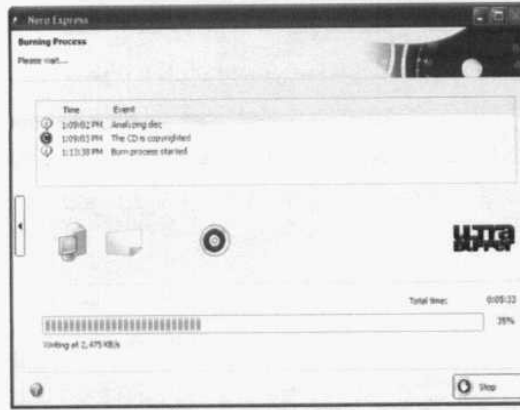 Nero Express
Burning Process
Please wait...
Time Event
1:09:02 PM Analyzing disc
1:09:03 PM The CD is copyrighted
1:13:38 PM Burn process started
ULTRA
BUFFER
Total time: 0:05:33
35%
Writing at 2,475 KB/s
Stop